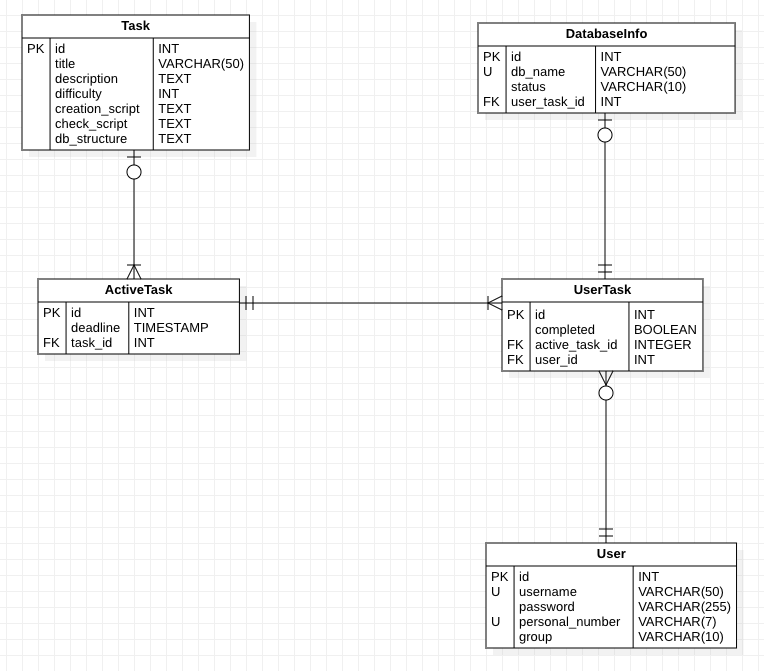 Task
PK id INT
title VARCHAR(50)
description TEXT
difficulty INT
creation_script TEXT
check_script TEXT
db_structure TEXT
DatabaseInfo
PK id INT
U db_name VARCHAR(50)
status VARCHAR(10)
FK user_task_id INT
ActiveTask
PK id INT
deadline TIMESTAMP
FK task_id INT
UserTask
PK id INT
completed BOOLEAN
FK active_task_id INTEGER
FK user_id INT
User
PK id INT
U username VARCHAR(50)
password VARCHAR(255)
U personal_number VARCHAR(7)
group VARCHAR(10)